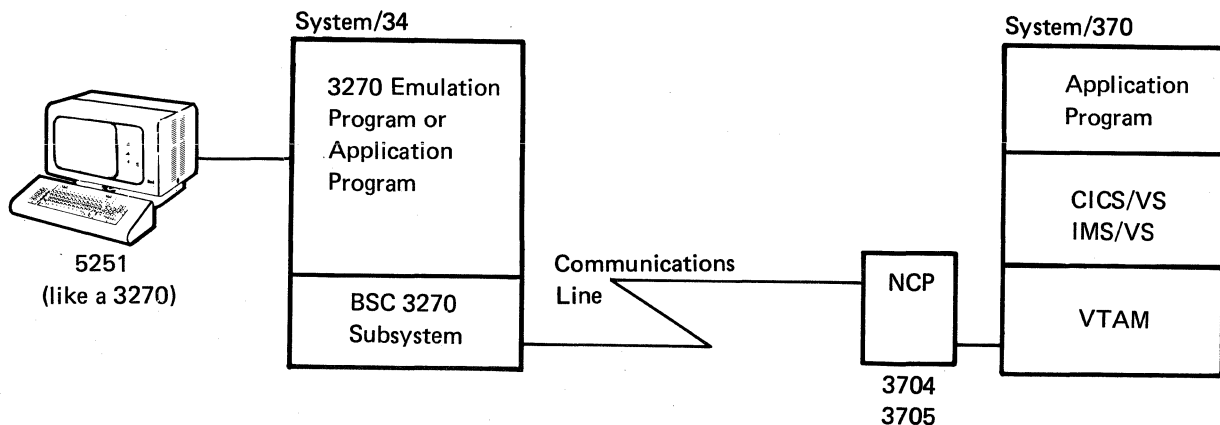 System/34
3270 Emulation
Program or
Application
Program
BSC 3270
Subsystem
5251
(like a 3270)
Communications
Line
NCP
3704
3705
System/370
Application
Program
CICS/VS
IMS/VS
VTAM